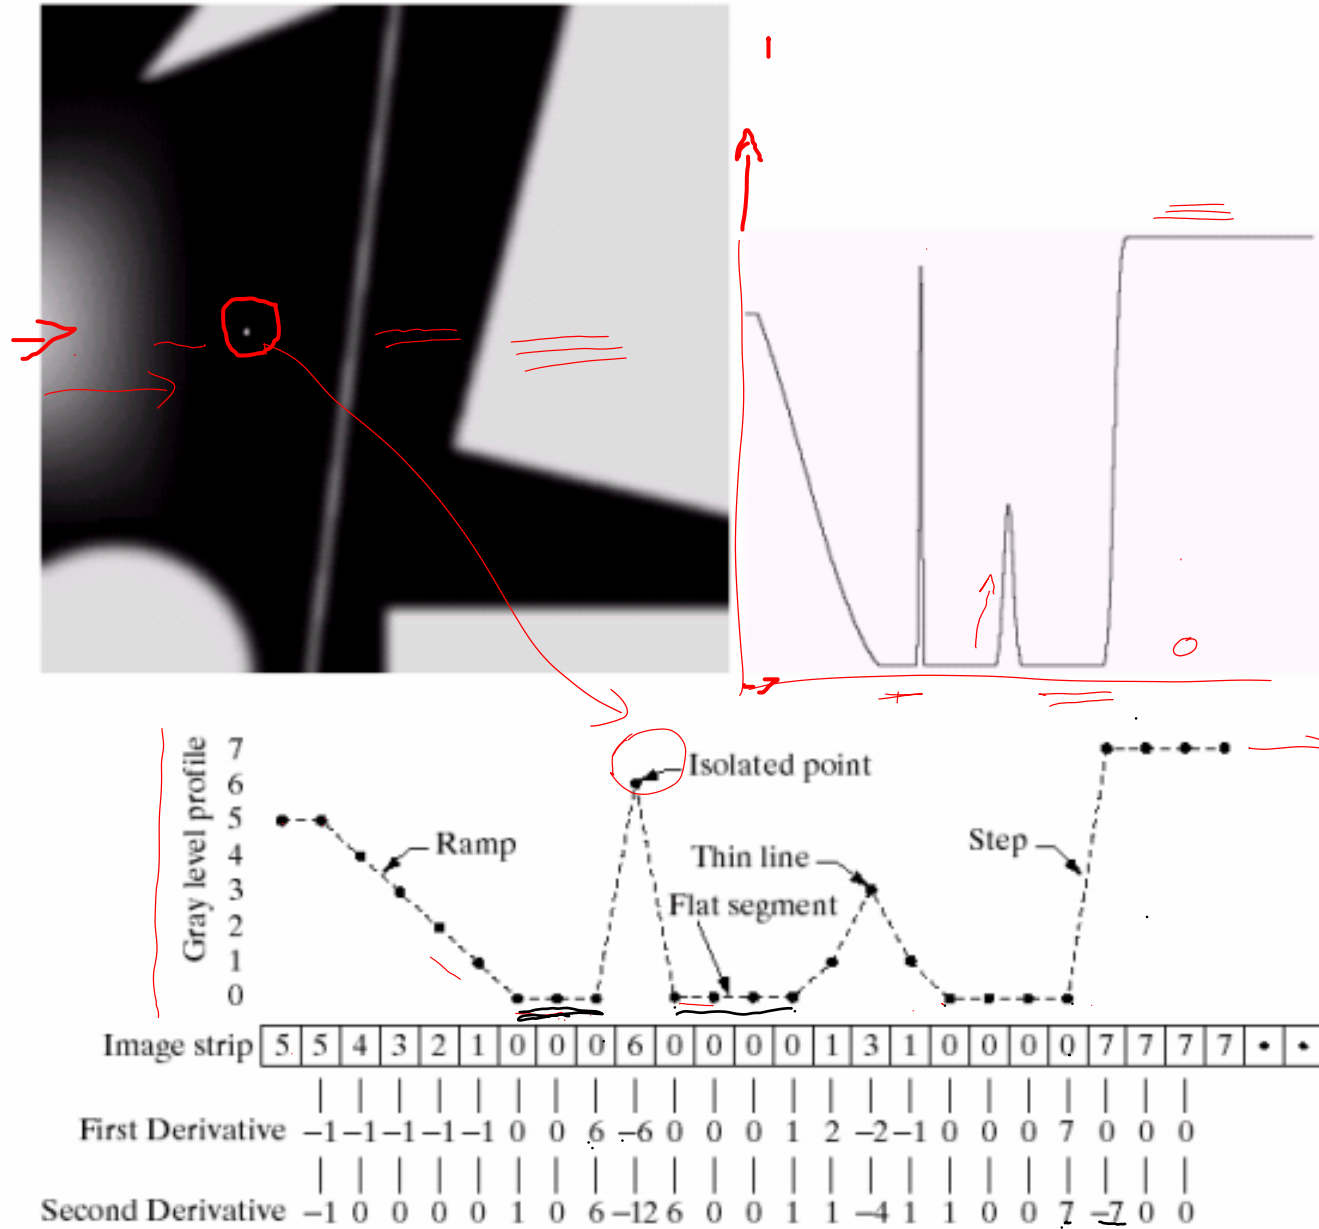 Gray level profile
7
6
5
4
3
2
1
0
Isolated point
Ramp
Thin line
Flat segment
Step
Image strip 5 5 4 3 2 1 0 0 0 6 0 0 0 0 1 3 1 0 0 0 0 7 7 7 7 • •
First Derivative −1 −1 −1 −1 −1 0 0 6 −6 0 0 0 1 2 −2 −1 0 0 0 7 0 0 0
Second Derivative −1 0 0 0 0 1 0 6 −12 6 0 0 1 1 −4 1 1 0 0 7 −7 0 0